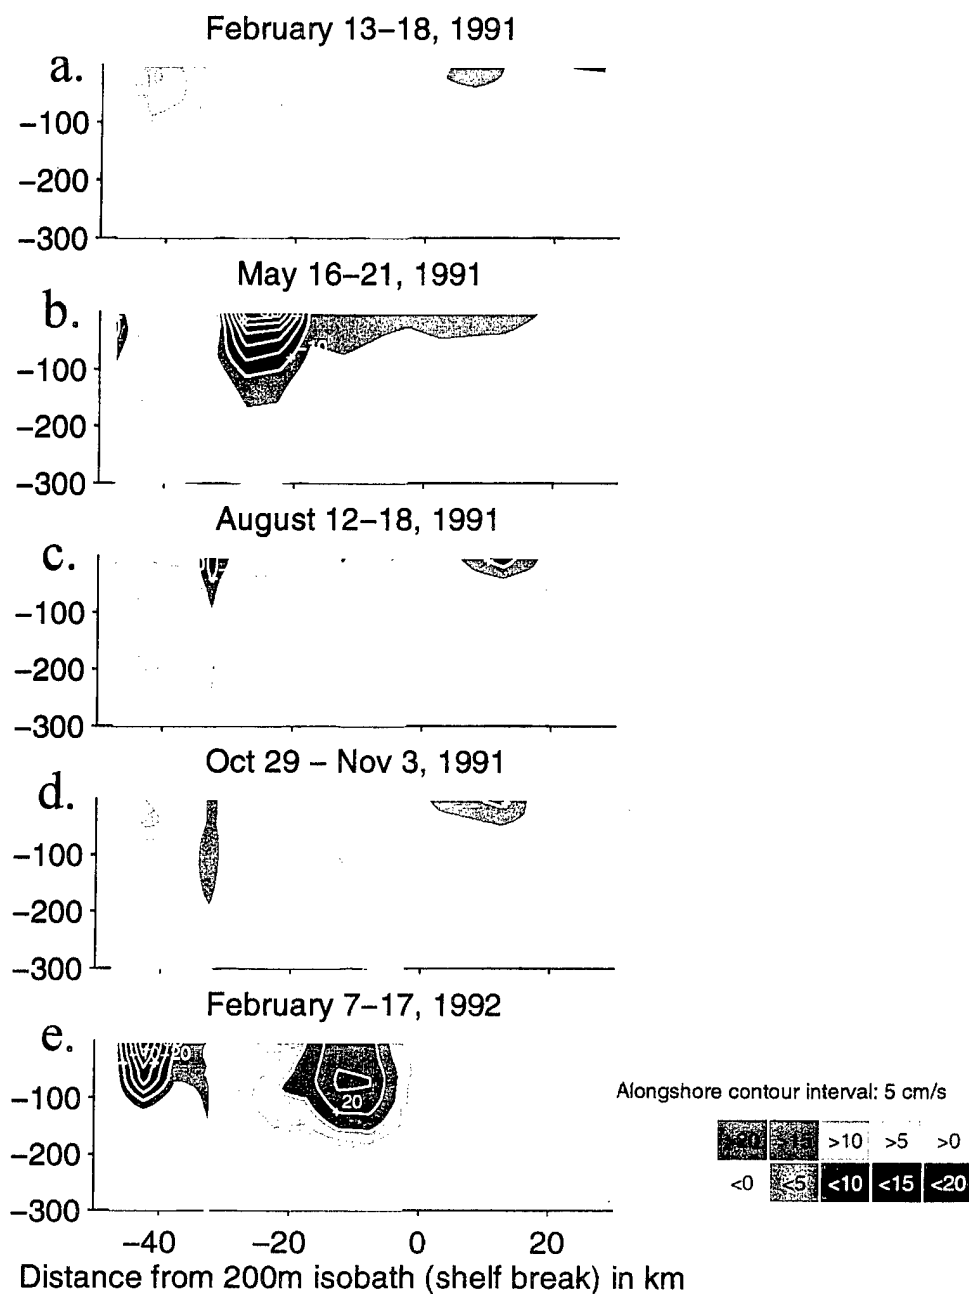 February 13–18, 1991
a.
−100
−200
−300
May 16–21, 1991
b.
−100
−200
−300
August 12–18, 1991
c.
−100
−200
−300
Oct 29 – Nov 3, 1991
d.
−100
−200
−300
February 7–17, 1992
e.
20
20
−100
−200
−300
−40 −20 0 20
Distance from 200m isobath (shelf break) in km
Alongshore contour interval: 5 cm/s
>20 >15 >10 >5 >0
<0 <5 <10 <15 <20